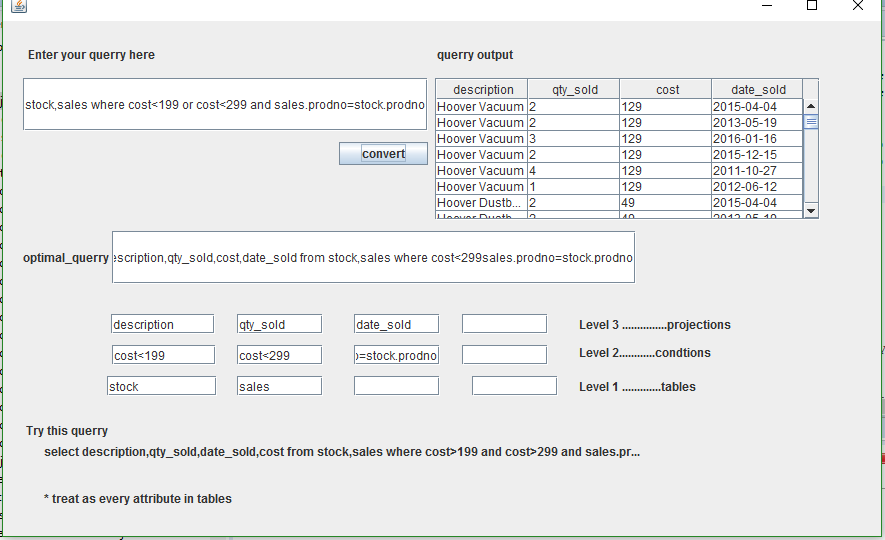 Enter your querry here
querry output
stock,sales where cost<199 or cost<299 and sales.prodno=stock.prodno
convert
description qty_sold cost date_sold
Hoover Vacuum 2 129 2015-04-04
Hoover Vacuum 2 129 2013-05-19
Hoover Vacuum 3 129 2016-01-16
Hoover Vacuum 2 129 2015-12-15
Hoover Vacuum 4 129 2011-10-27
Hoover Vacuum 1 129 2012-06-12
Hoover Dustb... 2 49 2015-04-04
Hoover Dustb... 2 49 2013-05-19
optimal_querry escription,qty_sold,cost,date_sold from stock,sales where cost<299sales.prodno=stock.prodno
description qty_sold date_sold Level 3 ..............projections
cost<199 cost<299 o=stock.prodno Level 2...........condtions
stock sales Level 1 ............tables
Try this querry
select description,qty_sold,date_sold,cost from stock,sales where cost>199 and cost>299 and sales.pr...
* treat as every attribute in tables